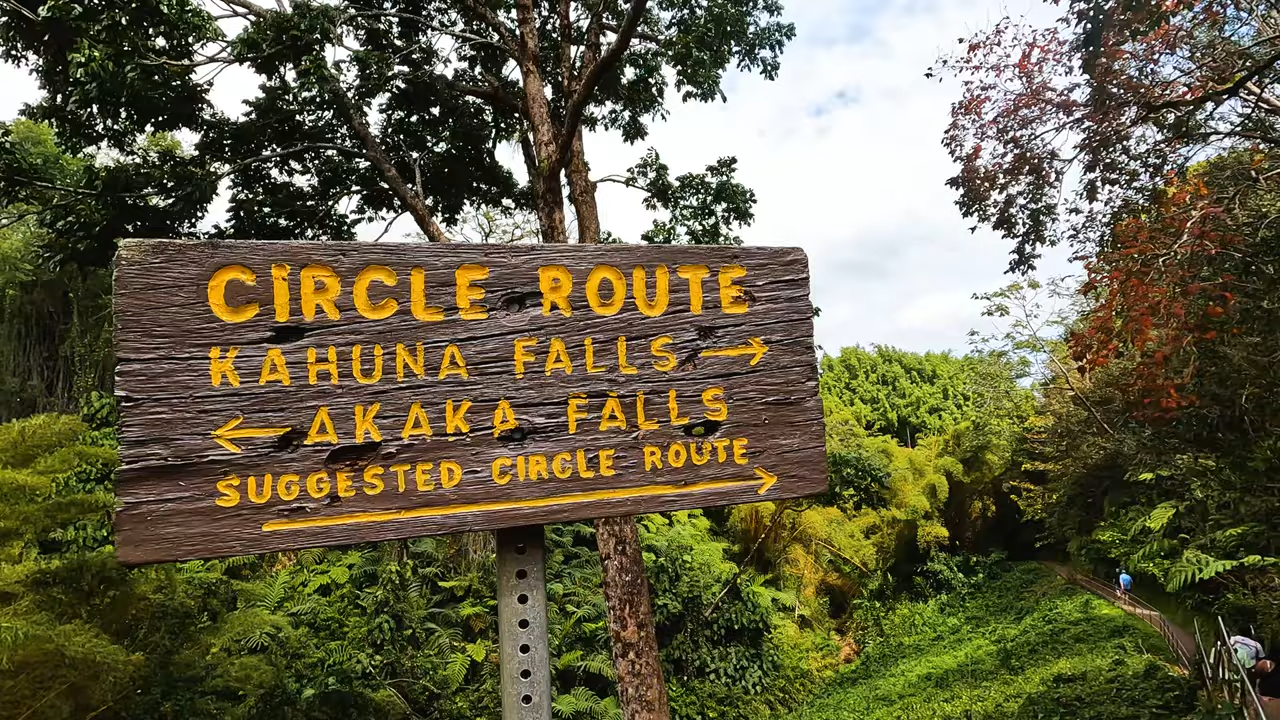 CIRCLE ROUTE
KAHUNA FALLS →
← AKAKA FALLS
SUGGESTED CIRCLE ROUTE
→